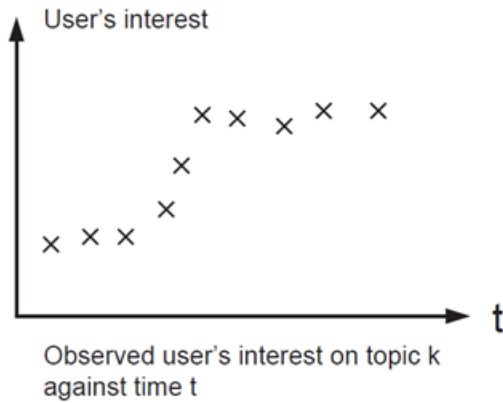 User's interest
t
Observed user's interest on topic k
against time t